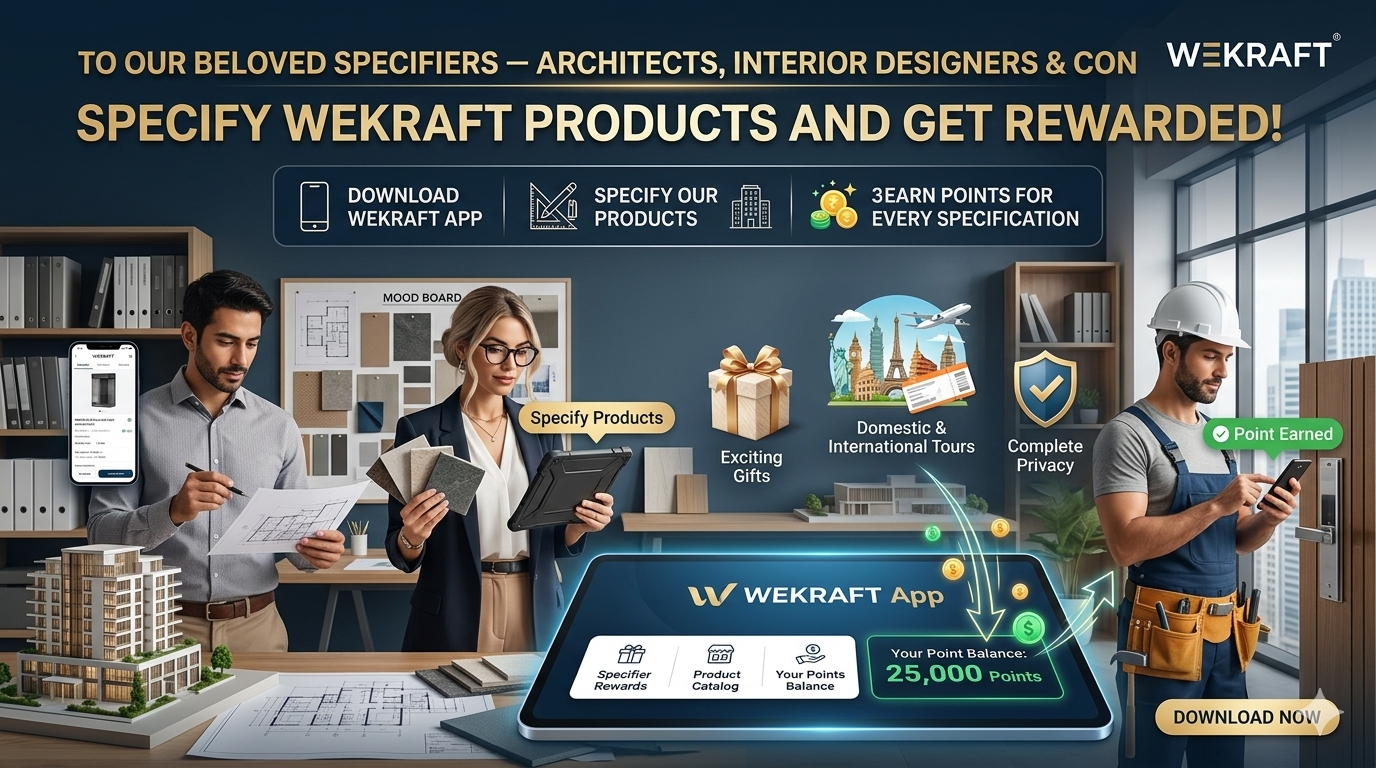 TO OUR BELOVED SPECIFIERS — ARCHITECTS, INTERIOR DESIGNERS & CON
WEKRAFT®
SPECIFY WEKRAFT PRODUCTS AND GET REWARDED!
DOWNLOAD
WEKRAFT APP
SPECIFY OUR
PRODUCTS
3EARN POINTS FOR
EVERY SPECIFICATION
MOOD BOARD
WEKRAFT
Specify Products
Exciting
Gifts
Domestic &
International Tours
Complete
Privacy
Point Earned
WEKRAFT App
Specifier
Rewards
Product
Catalog
Your Points
Balance
Your Point Balance:
25,000 Points
DOWNLOAD NOW